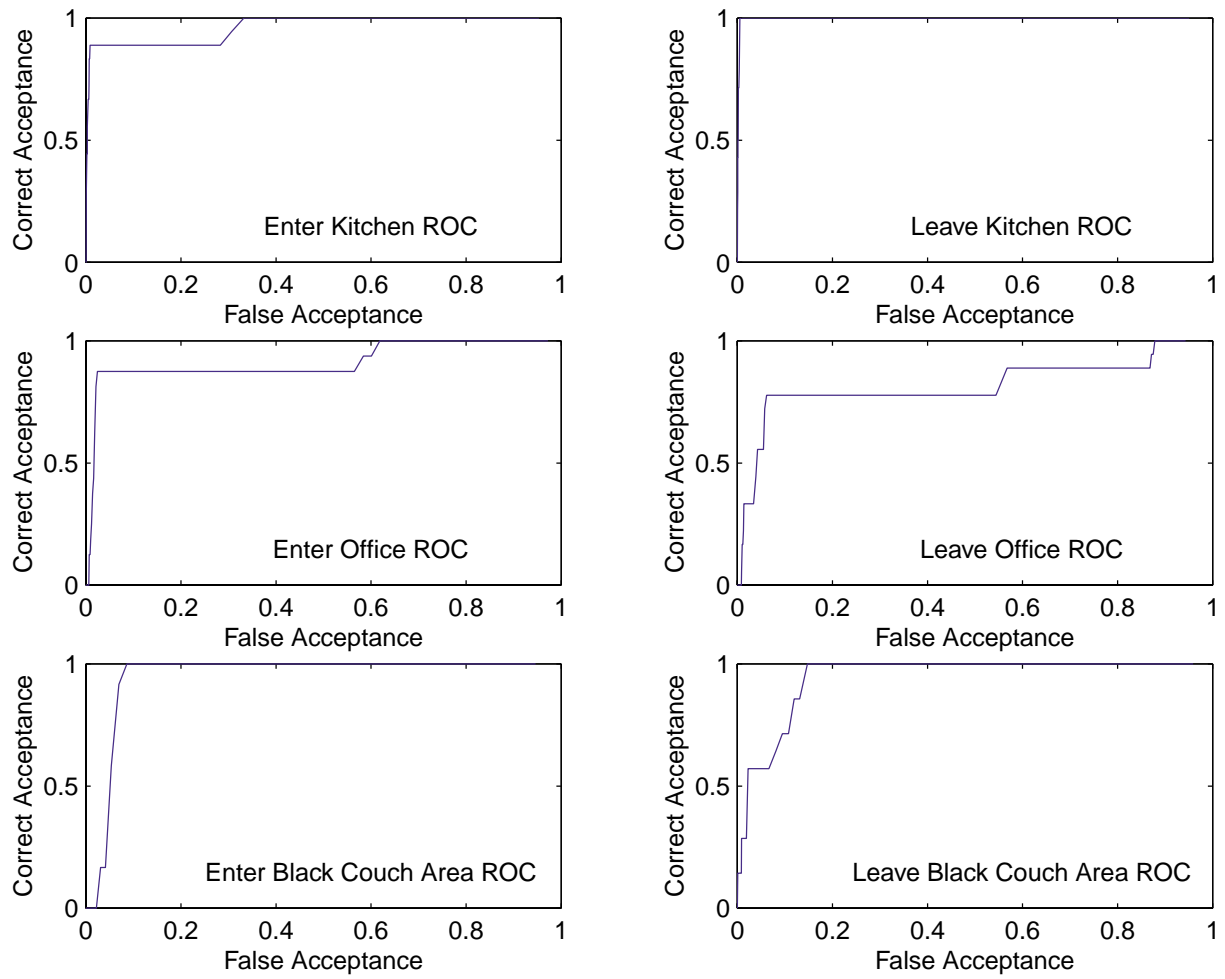 1
Correct Acceptance
0.5
Enter Kitchen ROC
0
0 0.2 0.4 0.6 0.8 1
False Acceptance
1
Correct Acceptance
0.5
Leave Kitchen ROC
0
0 0.2 0.4 0.6 0.8 1
False Acceptance
1
Correct Acceptance
0.5
Enter Office ROC
0
0 0.2 0.4 0.6 0.8 1
False Acceptance
1
Correct Acceptance
0.5
Leave Office ROC
0
0 0.2 0.4 0.6 0.8 1
False Acceptance
1
Correct Acceptance
0.5
Enter Black Couch Area ROC
0
0 0.2 0.4 0.6 0.8 1
False Acceptance
1
Correct Acceptance
0.5
Leave Black Couch Area ROC
0
0 0.2 0.4 0.6 0.8 1
False Acceptance